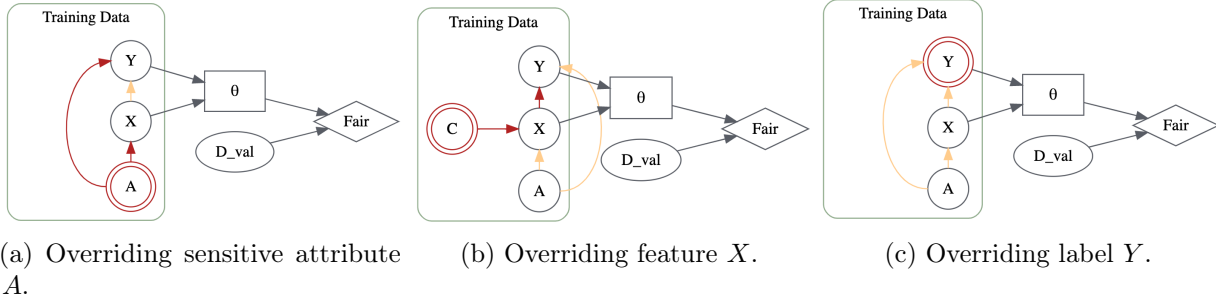 Training Data
Y
X
A
θ
D_val
Fair
(a) Overriding sensitive attribute
A.
Training Data
Y
C
X
A
θ
D_val
Fair
(b) Overriding feature X.
Training Data
Y
X
A
θ
D_val
Fair
(c) Overriding label Y.